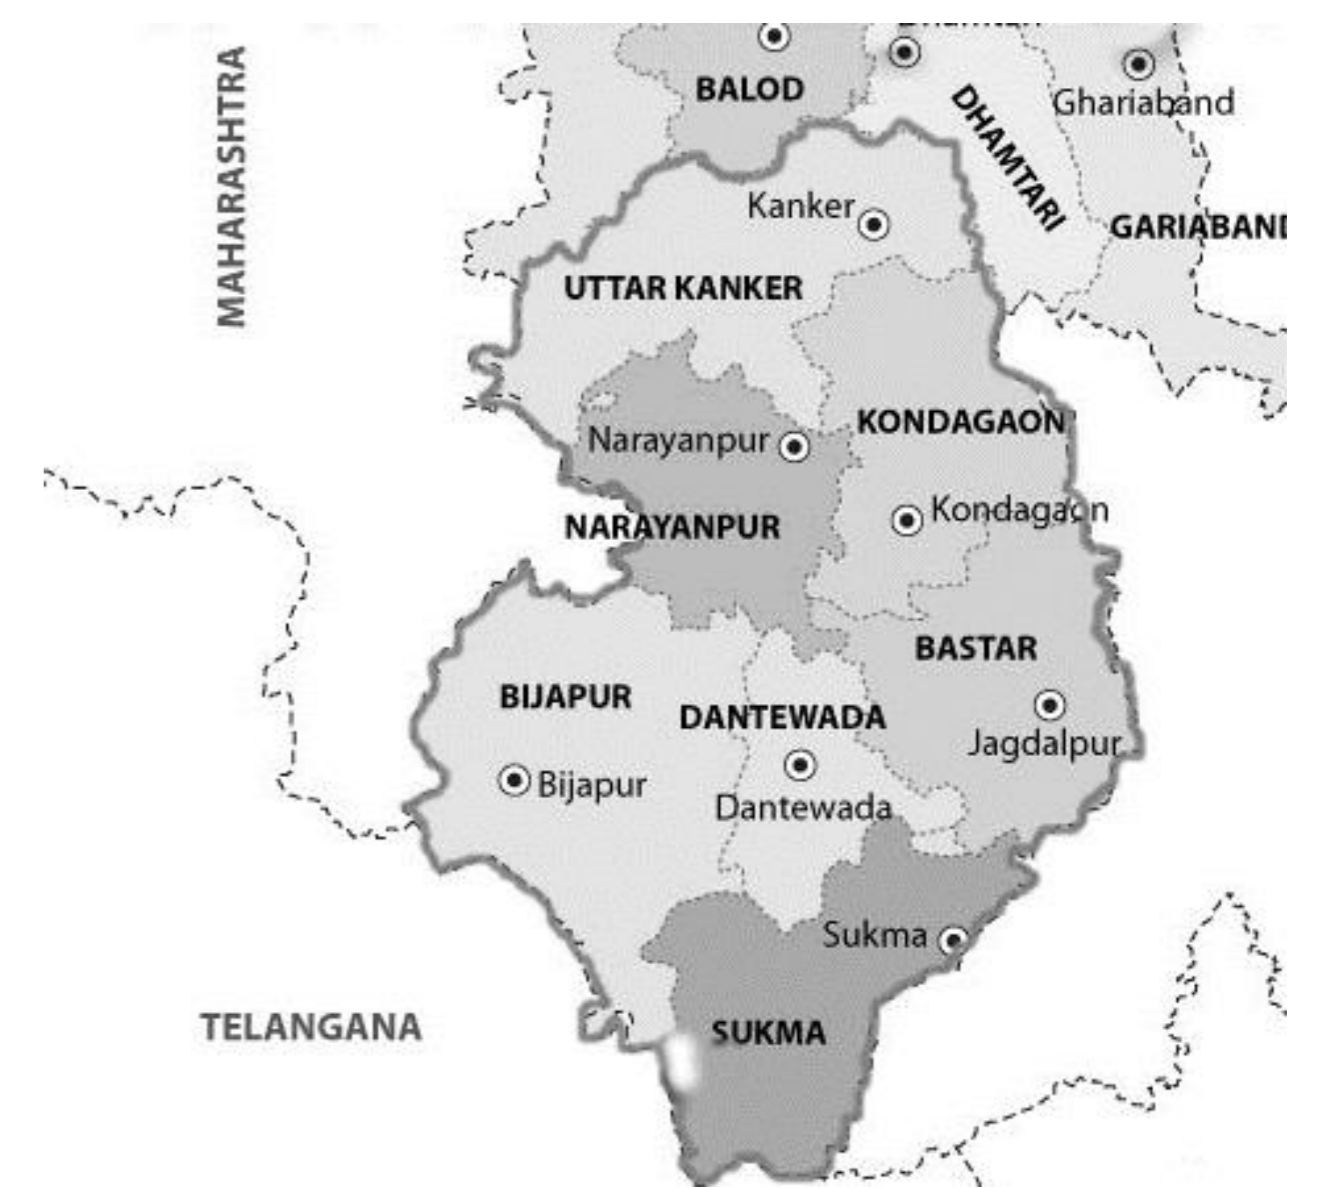 MAHARASHTRA
BALOD
DHAMTARI
Ghariaband
GARIABAND
Kanker
UTTAR KANKER
KONDAGAON
Narayanpur
Kondagaon
NARAYANPUR
BASTAR
BIJAPUR
DANTEWADA
Jagdalpur
Bijapur
Dantewada
Sukma
TELANGANA
SUKMA